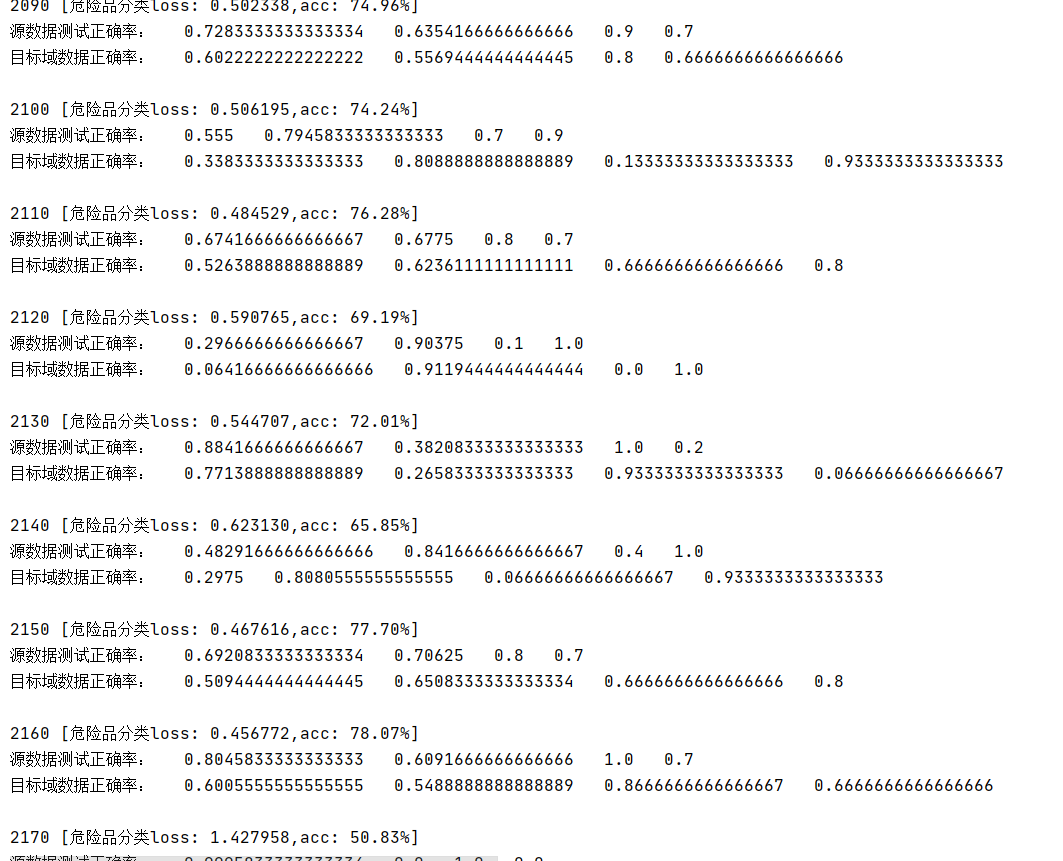 2090 [危险品分类loss: 0.502338,acc: 74.96%]
源数据测试正确率： 0.7283333333333334 0.6354166666666666 0.9 0.7
目标域数据正确率： 0.6022222222222222 0.5569444444444445 0.8 0.6666666666666666
2100 [危险品分类loss: 0.506195,acc: 74.24%]
源数据测试正确率： 0.555 0.7945833333333333 0.7 0.9
目标域数据正确率： 0.3383333333333333 0.8088888888888889 0.13333333333333333 0.9333333333333333
2110 [危险品分类loss: 0.484529,acc: 76.28%]
源数据测试正确率： 0.6741666666666667 0.6775 0.8 0.7
目标域数据正确率： 0.5263888888888889 0.6236111111111111 0.6666666666666666 0.8
2120 [危险品分类loss: 0.590765,acc: 69.19%]
源数据测试正确率： 0.2966666666666667 0.90375 0.1 1.0
目标域数据正确率： 0.06416666666666666 0.9119444444444444 0.0 1.0
2130 [危险品分类loss: 0.544707,acc: 72.01%]
源数据测试正确率： 0.8841666666666667 0.38208333333333333 1.0 0.2
目标域数据正确率： 0.7713888888888889 0.2658333333333333 0.9333333333333333 0.06666666666666667
2140 [危险品分类loss: 0.623130,acc: 65.85%]
源数据测试正确率： 0.48291666666666666 0.8416666666666667 0.4 1.0
目标域数据正确率： 0.2975 0.8080555555555555 0.06666666666666667 0.9333333333333333
2150 [危险品分类loss: 0.467616,acc: 77.70%]
源数据测试正确率： 0.6920833333333334 0.70625 0.8 0.7
目标域数据正确率： 0.5094444444444445 0.6508333333333334 0.6666666666666666 0.8
2160 [危险品分类loss: 0.456772,acc: 78.07%]
源数据测试正确率： 0.8045833333333333 0.6091666666666666 1.0 0.7
目标域数据正确率： 0.6005555555555555 0.5488888888888889 0.8666666666666667 0.6666666666666666
2170 [危险品分类loss: 1.427958,acc: 50.83%]
源数据测试正确率